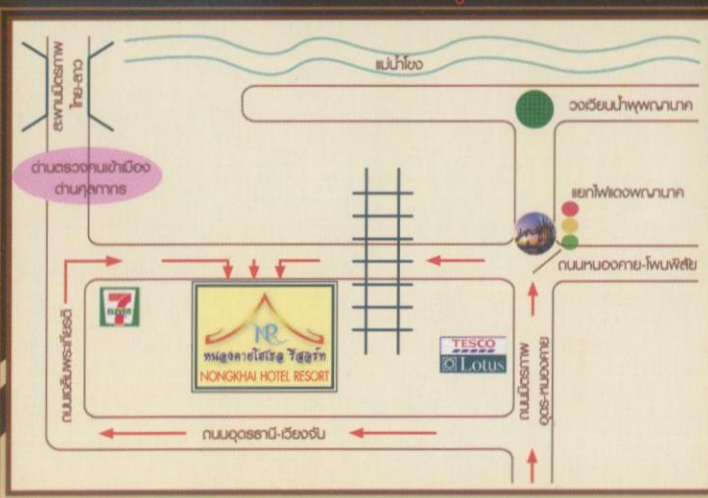 แม่น้ำโขง
สะพานมิตรภาพ
ไทย-ลาว
วงเวียนน้ำพุพญานาค
ด่านตรวจคนเข้าเมือง
ด่านศุลกากร
แยกไฟแดงพญานาค
ถนนหนองคาย-โพนพิสัย
7
ELEVEN
NR
หนองคายโฮเธล รีสอร์ท
NONGKHAI HOTEL RESORT
TESCO
Lotus
ถนนเฉลิมพระเกียรติ
ถนนมิตรภาพ
อุดร-หนองคาย
ถนนอุดรธานี-เวียงจัน